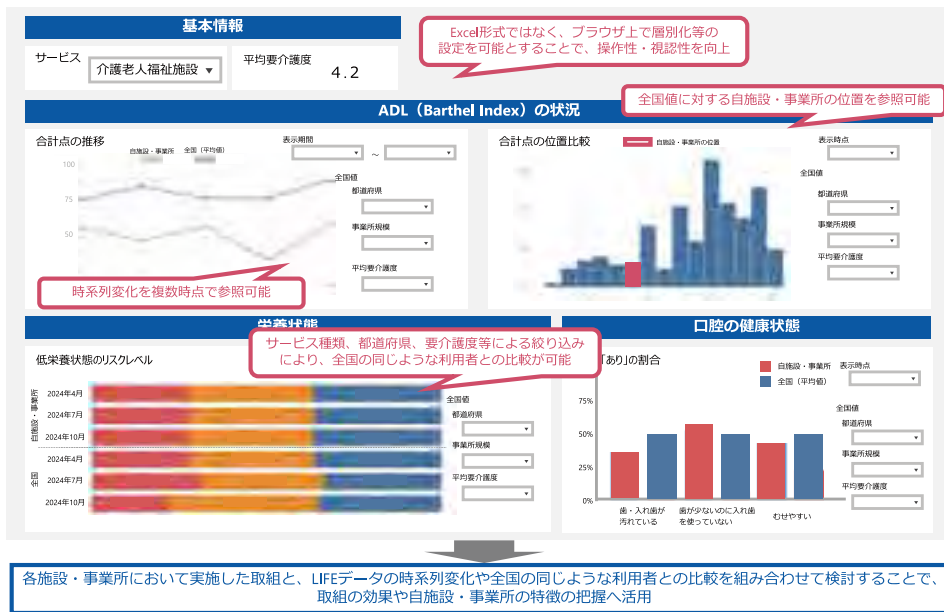 基本情報
Excel形式ではなく、ブラウザ上で層別化等の
設定を可能とすることで、操作性・視認性を向上
サービス
介護老人福祉施設
平均要介護度
4.2
ADL（Barthel Index）の状況
全国値に対する自施設・事業所の位置を参照可能
合計点の推移
自施設・事業所
全国（平均値）
表示期間
～
100
75
50
全国値
都道府県
事業所規模
平均要介護度
時系列変化を複数時点で参照可能
合計点の位置比較
自施設・事業所の位置
表示時点
全国値
都道府県
事業所規模
平均要介護度
栄養状態
サービス種類、都道府県、要介護度等による絞り込み
により、全国の同じような利用者との比較が可能
低栄養状態のリスクレベル
自施設・事業所
2024年4月
2024年7月
2024年10月
全国
2024年4月
2024年7月
2024年10月
全国値
都道府県
事業所規模
平均要介護度
口腔の健康状態
「あり」の割合
自施設・事業所
全国（平均値）
表示時点
75%
50%
25%
0%
歯・入れ歯が
汚れている
歯が少ないのに入れ歯
を使っていない
むせやすい
全国値
都道府県
事業所規模
平均要介護度
各施設・事業所において実施した取組と、LIFEデータの時系列変化や全国の同じような利用者との比較を組み合わせて検討することで、
取組の効果や自施設・事業所の特徴の把握へ活用